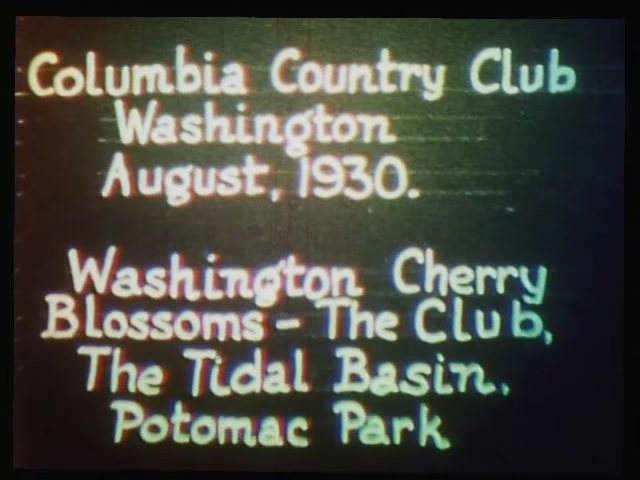 Columbia Country Club
Washington
August, 1930.
Washington Cherry
Blossoms - The Club,
The Tidal Basin.
Potomac Park